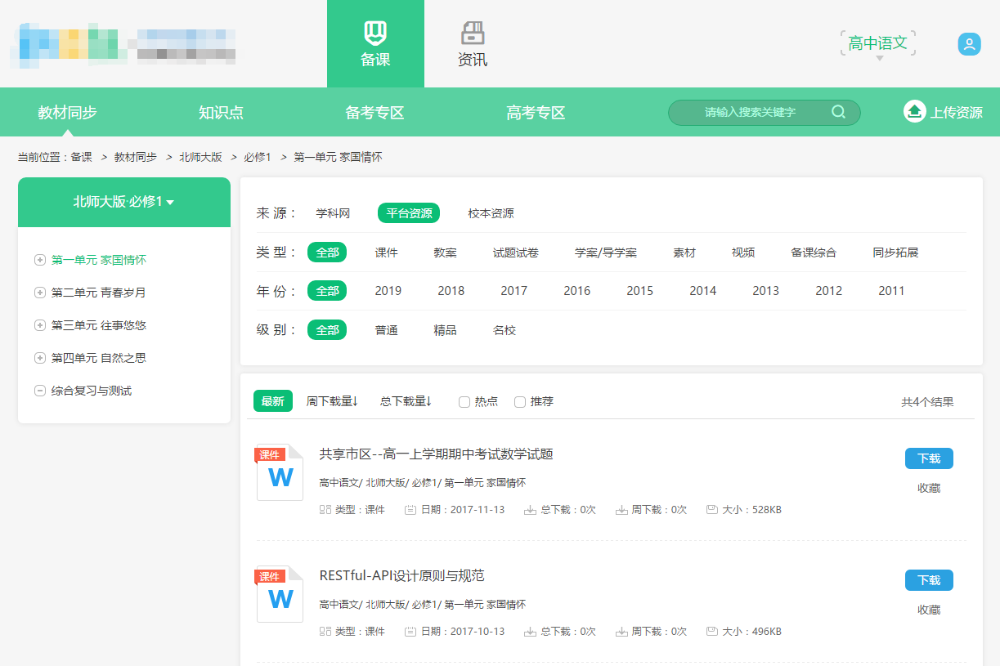 备课
资讯
高中语文
教材同步 知识点 备考专区 高考专区 请输入搜索关键字 上传资源
当前位置：备课 > 教材同步 > 北师大版 > 必修1 > 第一单元 家国情怀
北师大版·必修1
第一单元 家国情怀
第二单元 青春岁月
第三单元 往事悠悠
第四单元 自然之思
综合复习与测试
来 源： 学科网 平台资源 校本资源
类 型： 全部 课件 教案 试题试卷 学案/导学案 素材 视频 备课综合 同步拓展
年 份： 全部 2019 2018 2017 2016 2015 2014 2013 2012 2011
级 别： 全部 普通 精品 名校
最新 周下载量↓ 总下载量↓ 热点 推荐 共4个结果
课件
W
共享市区--高一上学期期中考试数学试题
高中语文/ 北师大版/ 必修1/ 第一单元 家国情怀
类型：课件 日期：2017-11-13 总下载：0次 周下载：0次 大小：528KB
下载
收藏
课件
W
RESTful-API设计原则与规范
高中语文/ 北师大版/ 必修1/ 第一单元 家国情怀
类型：课件 日期：2017-10-13 总下载：0次 周下载：0次 大小：496KB
下载
收藏